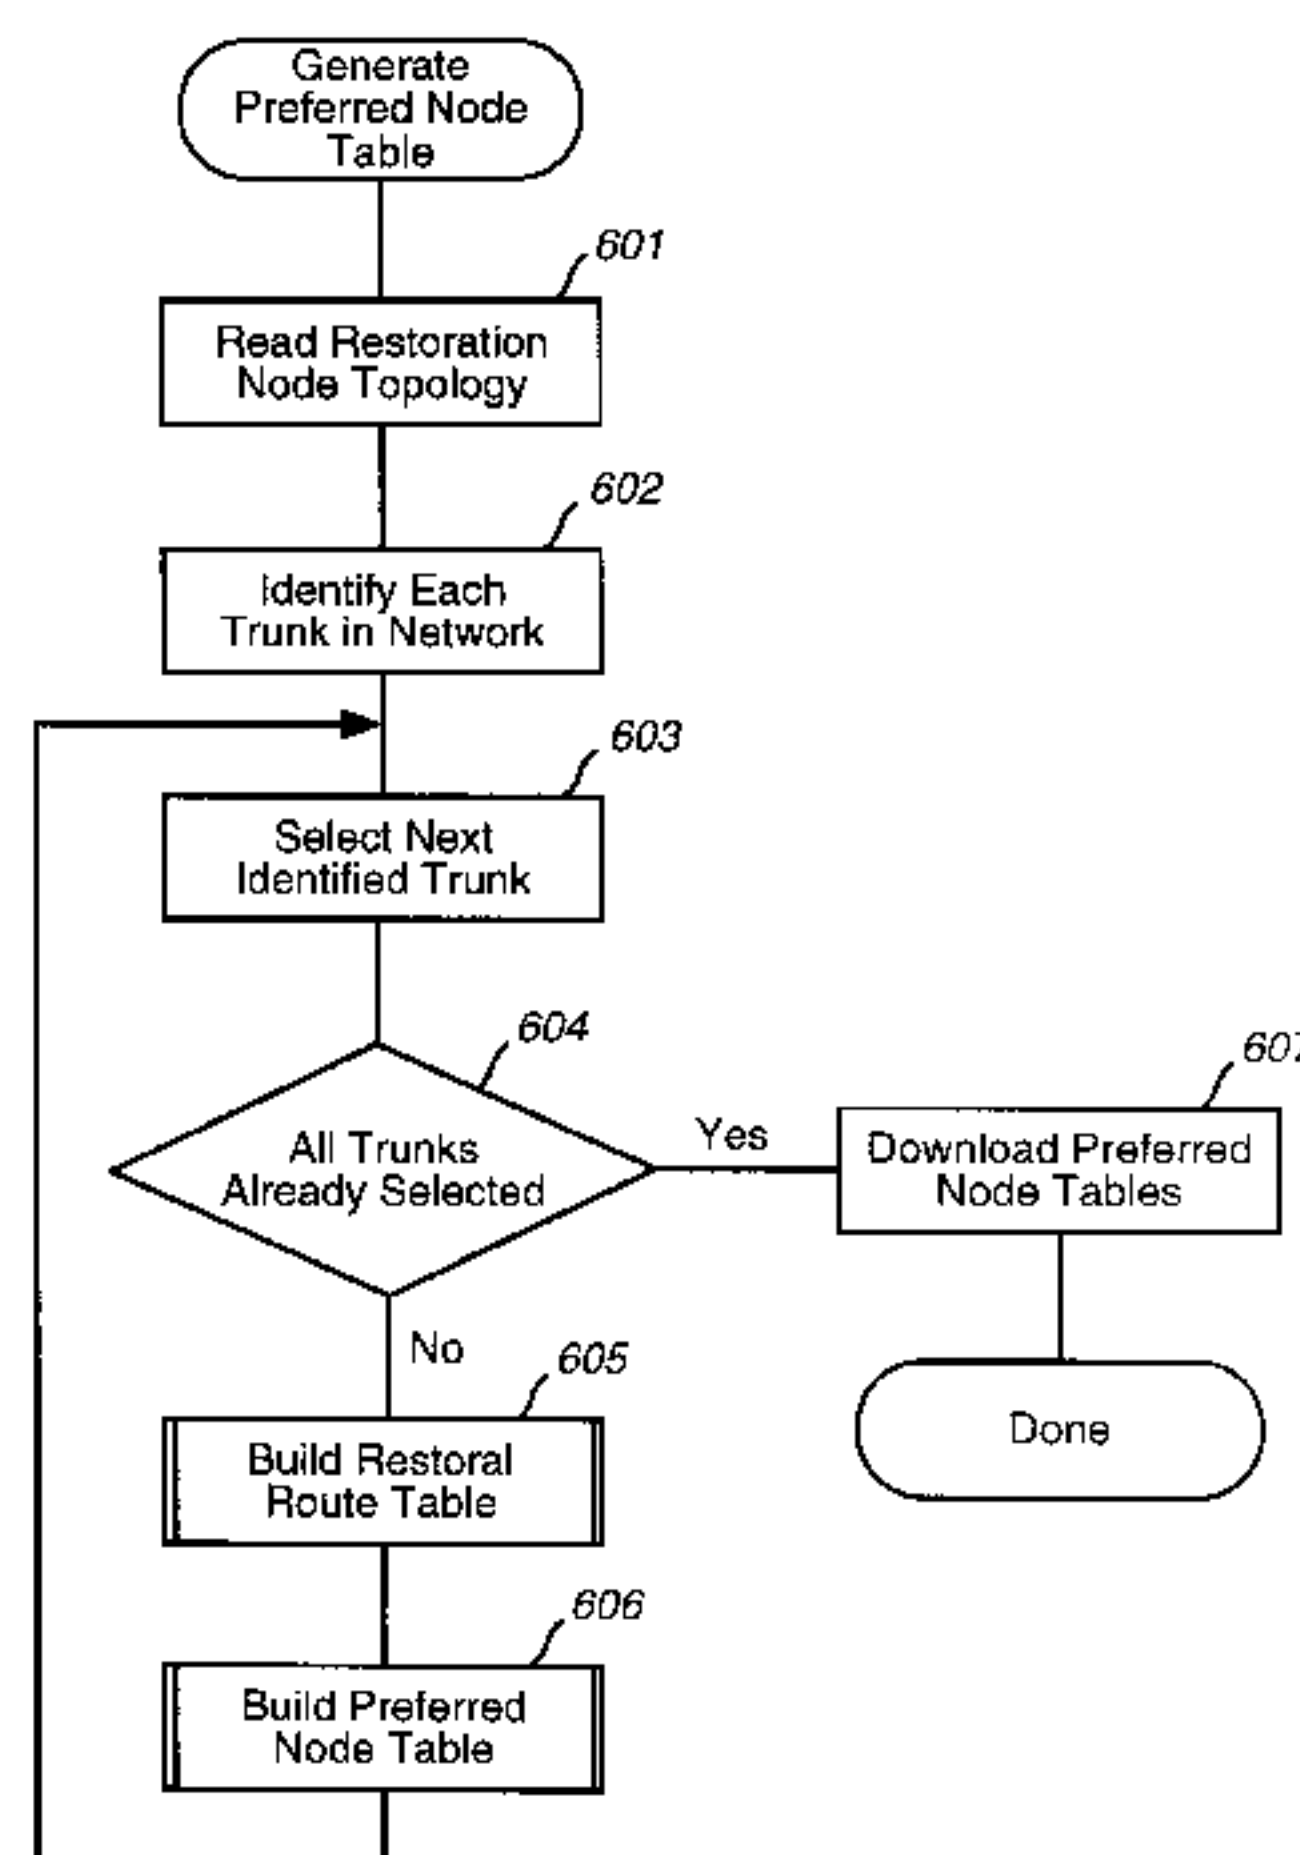 Generate
Preferred Node
Table
601
Read Restoration
Node Topology
602
Identify Each
Trunk in Network
603
Select Next
Identified Trunk
604
All Trunks
Already Selected
Yes
607
Download Preferred
Node Tables
No
Done
605
Build Restoral
Route Table
606
Build Preferred
Node Table